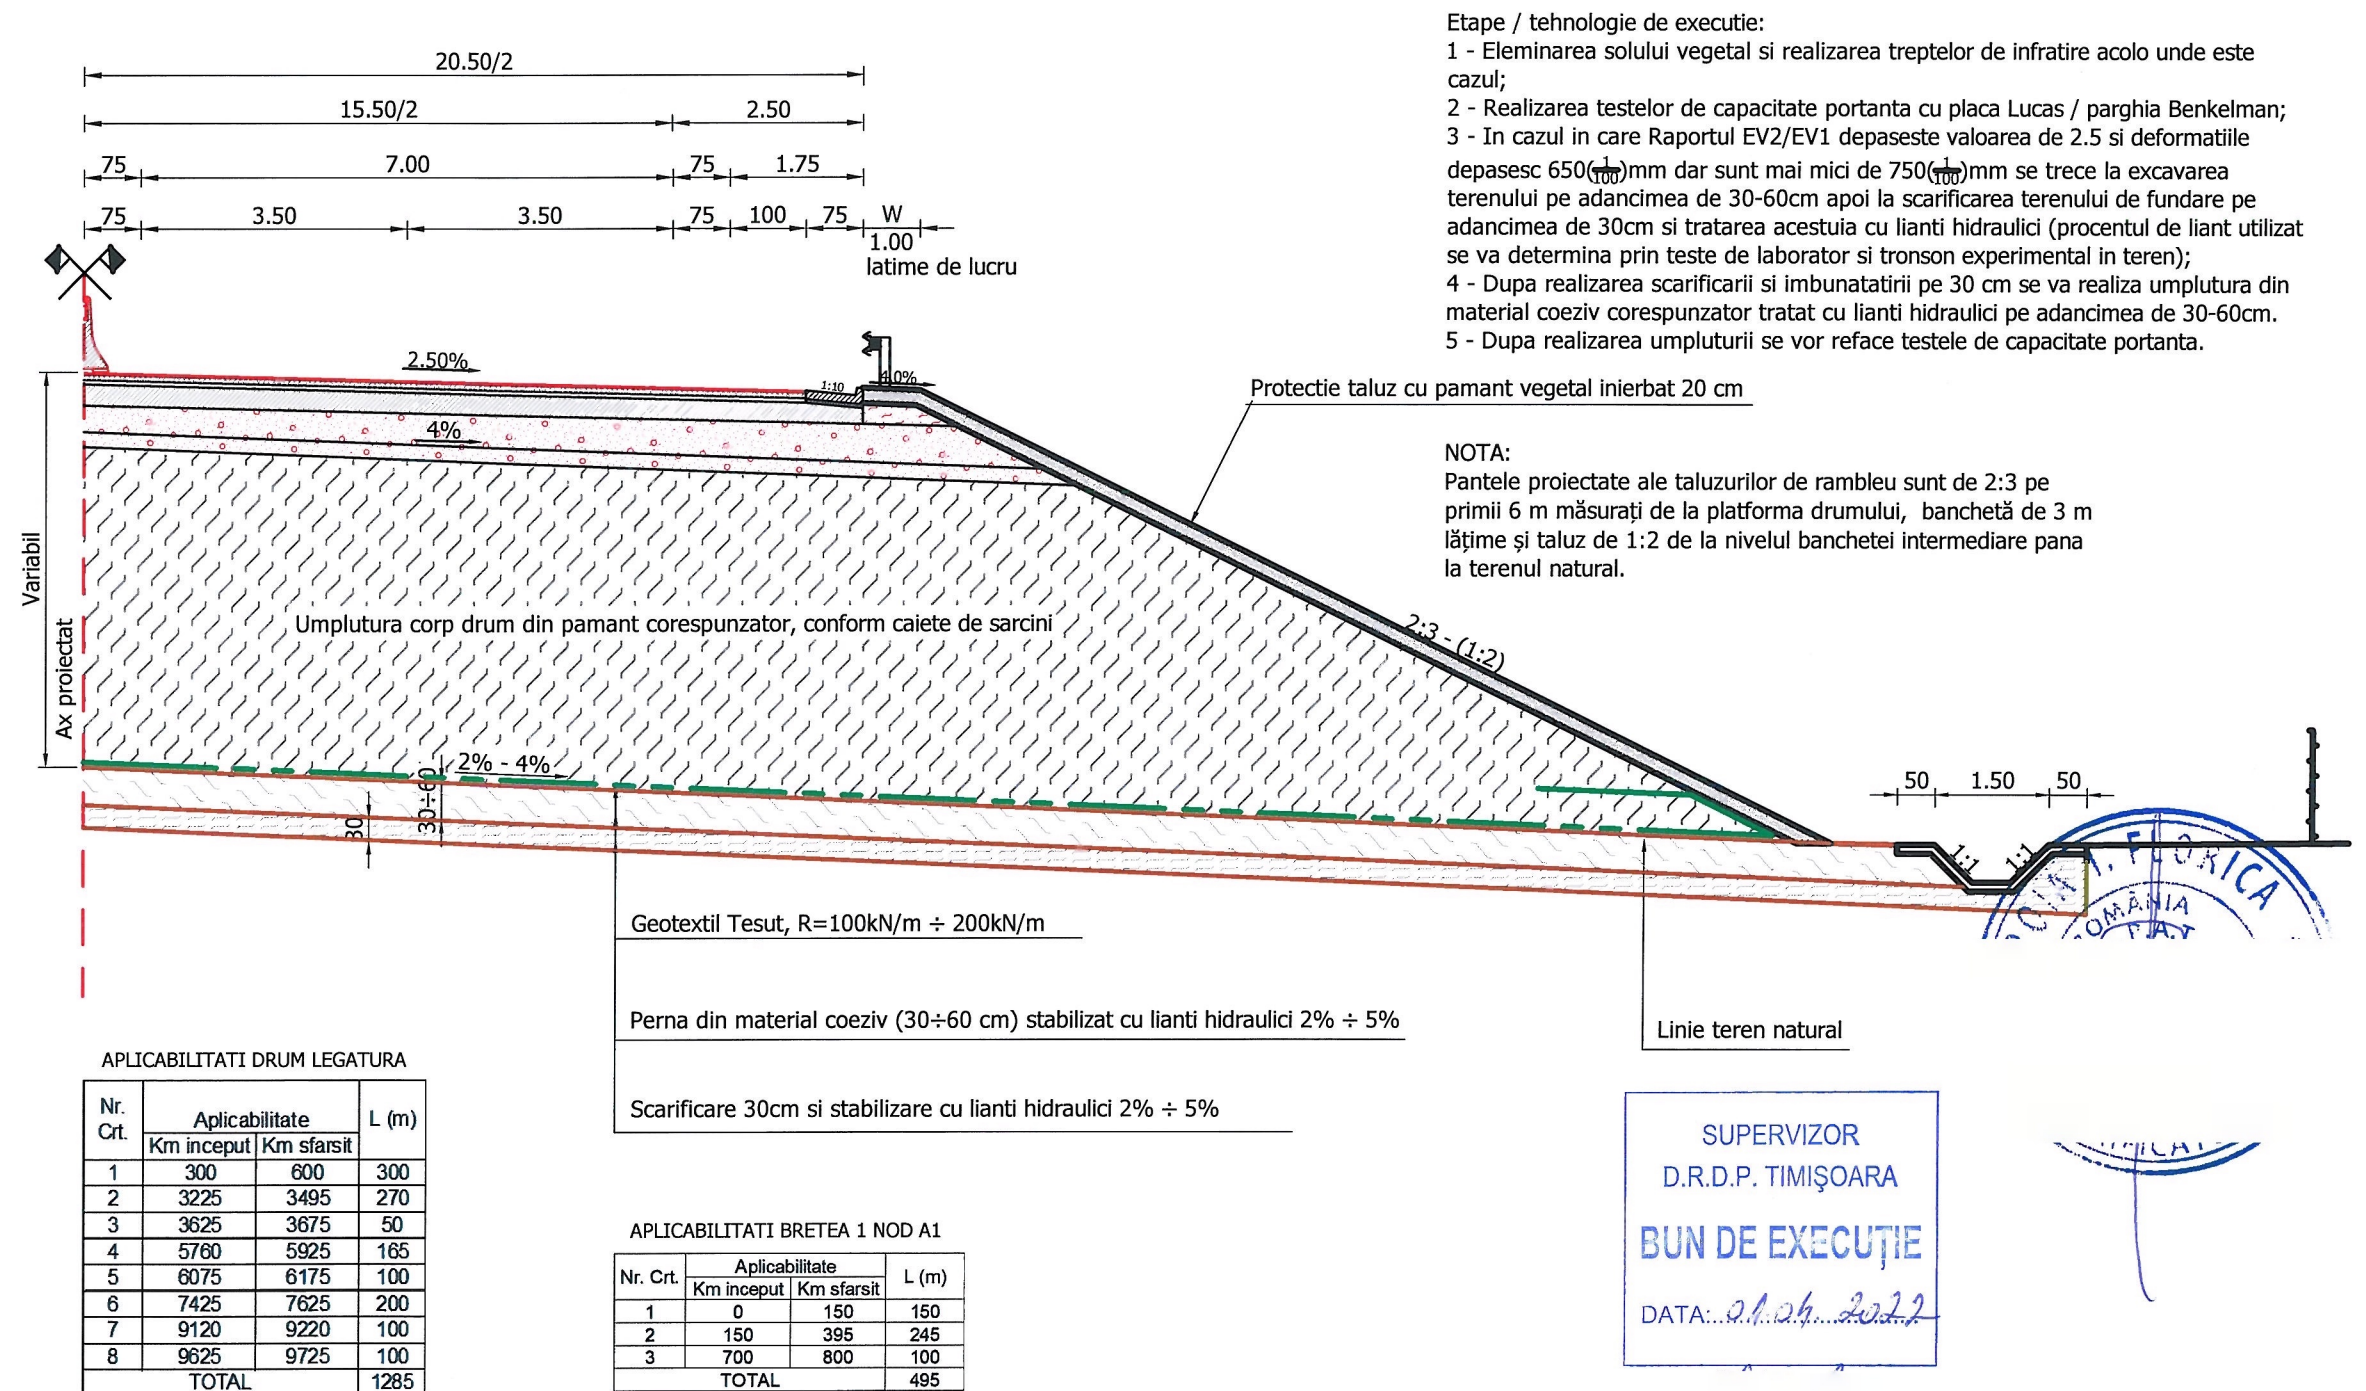 20.50/2
15.50/2 2.50
75 7.00 75 1.75
75 3.50 3.50 75 100 75 W
1.00
latime de lucru
Etape / tehnologie de executie:
1 - Eleminarea solului vegetal si realizarea treptelor de infratire acolo unde este
cazul;
2 - Realizarea testelor de capacitate portanta cu placa Lucas / parghia Benkelman;
3 - In cazul in care Raportul EV2/EV1 depaseste valoarea de 2.5 si deformatiile
depasesc 650(1/100)mm dar sunt mai mici de 750(1/100)mm se trece la excavarea
terenului pe adancimea de 30-60cm apoi la scarificarea terenului de fundare pe
adancimea de 30cm si tratarea acestuia cu lianti hidraulici (procentul de liant utilizat
se va determina prin teste de laborator si tronson experimental in teren);
4 - Dupa realizarea scarificarii si imbunatatirii pe 30 cm se va realiza umplutura din
material coeziv corespunzator tratat cu lianti hidraulici pe adancimea de 30-60cm.
5 - Dupa realizarea umpluturii se vor reface testele de capacitate portanta.
2.50%
1:10
4.0%
4%
Protectie taluz cu pamant vegetal inierbat 20 cm
NOTA:
Pantele proiectate ale taluzurilor de rambleu sunt de 2:3 pe
primii 6 m măsurați de la platforma drumului, banchetă de 3 m
lățime și taluz de 1:2 de la nivelul banchetei intermediare pana
la terenul natural.
Variabil
Ax proiectat
Umplutura corp drum din pamant corespunzator, conform caiete de sarcini
2:3 - (1:2)
2% - 4%
30
30÷60
50 1.50 50
1:1 1:1
I. FLORICA
ROMÂNIA
Geotextil Tesut, R=100kN/m ÷ 200kN/m
Perna din material coeziv (30÷60 cm) stabilizat cu lianti hidraulici 2% ÷ 5%
Linie teren natural
Scarificare 30cm si stabilizare cu lianti hidraulici 2% ÷ 5%
APLICABILITATI DRUM LEGATURA
Nr. Crt. Aplicabilitate L (m)
Km inceput Km sfarsit
1 300 600 300
2 3225 3495 270
3 3625 3675 50
4 5760 5925 165
5 6075 6175 100
6 7425 7625 200
7 9120 9220 100
8 9625 9725 100
TOTAL 1285
APLICABILITATI BRETEA 1 NOD A1
Nr. Crt. Aplicabilitate L (m)
Km inceput Km sfarsit
1 0 150 150
2 150 395 245
3 700 800 100
TOTAL 495
SUPERVIZOR
D.R.D.P. TIMIȘOARA
BUN DE EXECUȚIE
DATA: 01.04.2022